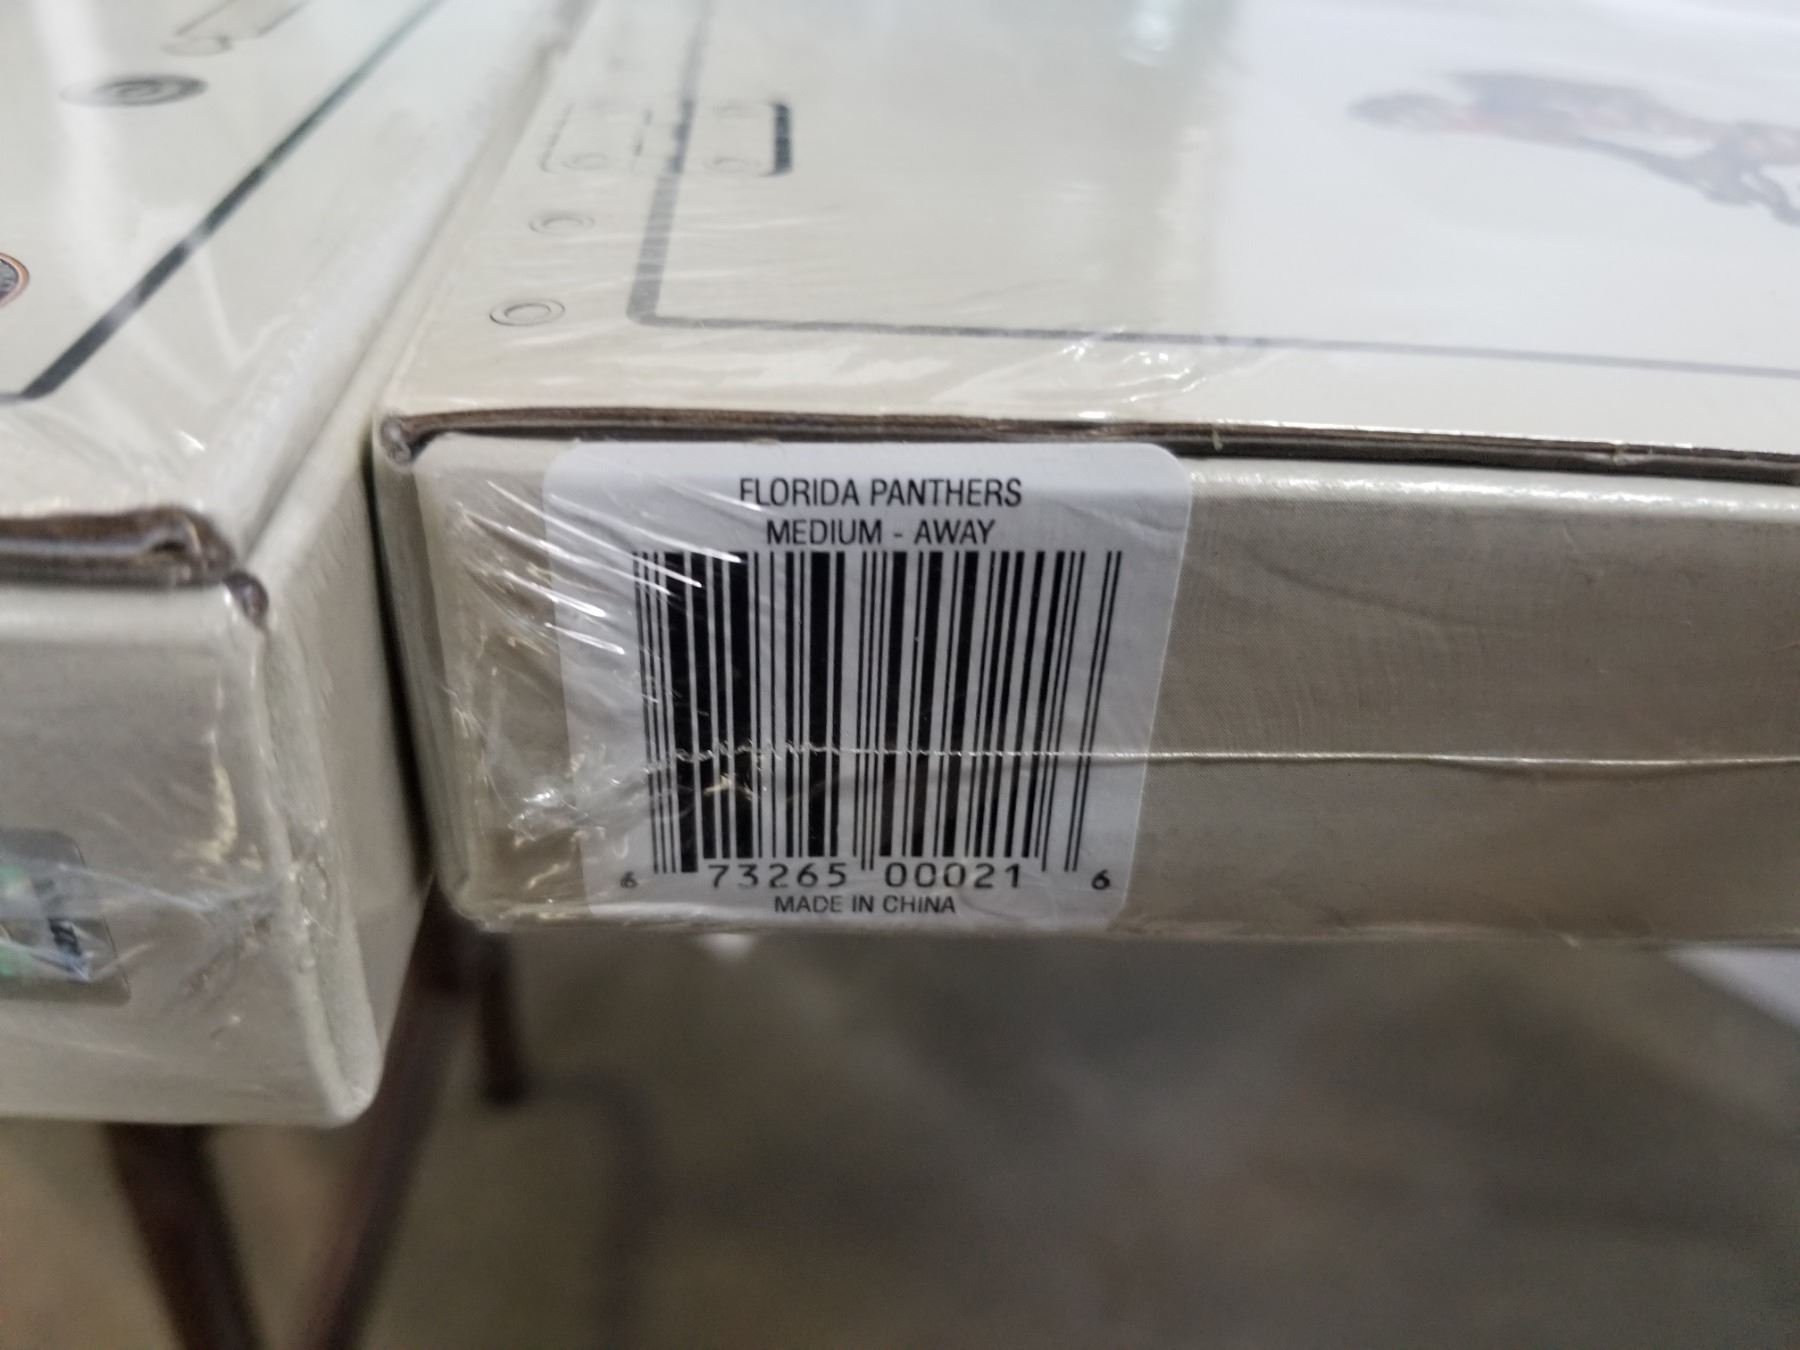 FLORIDA PANTHERS
MEDIUM - AWAY
6 73265 00021 6
MADE IN CHINA